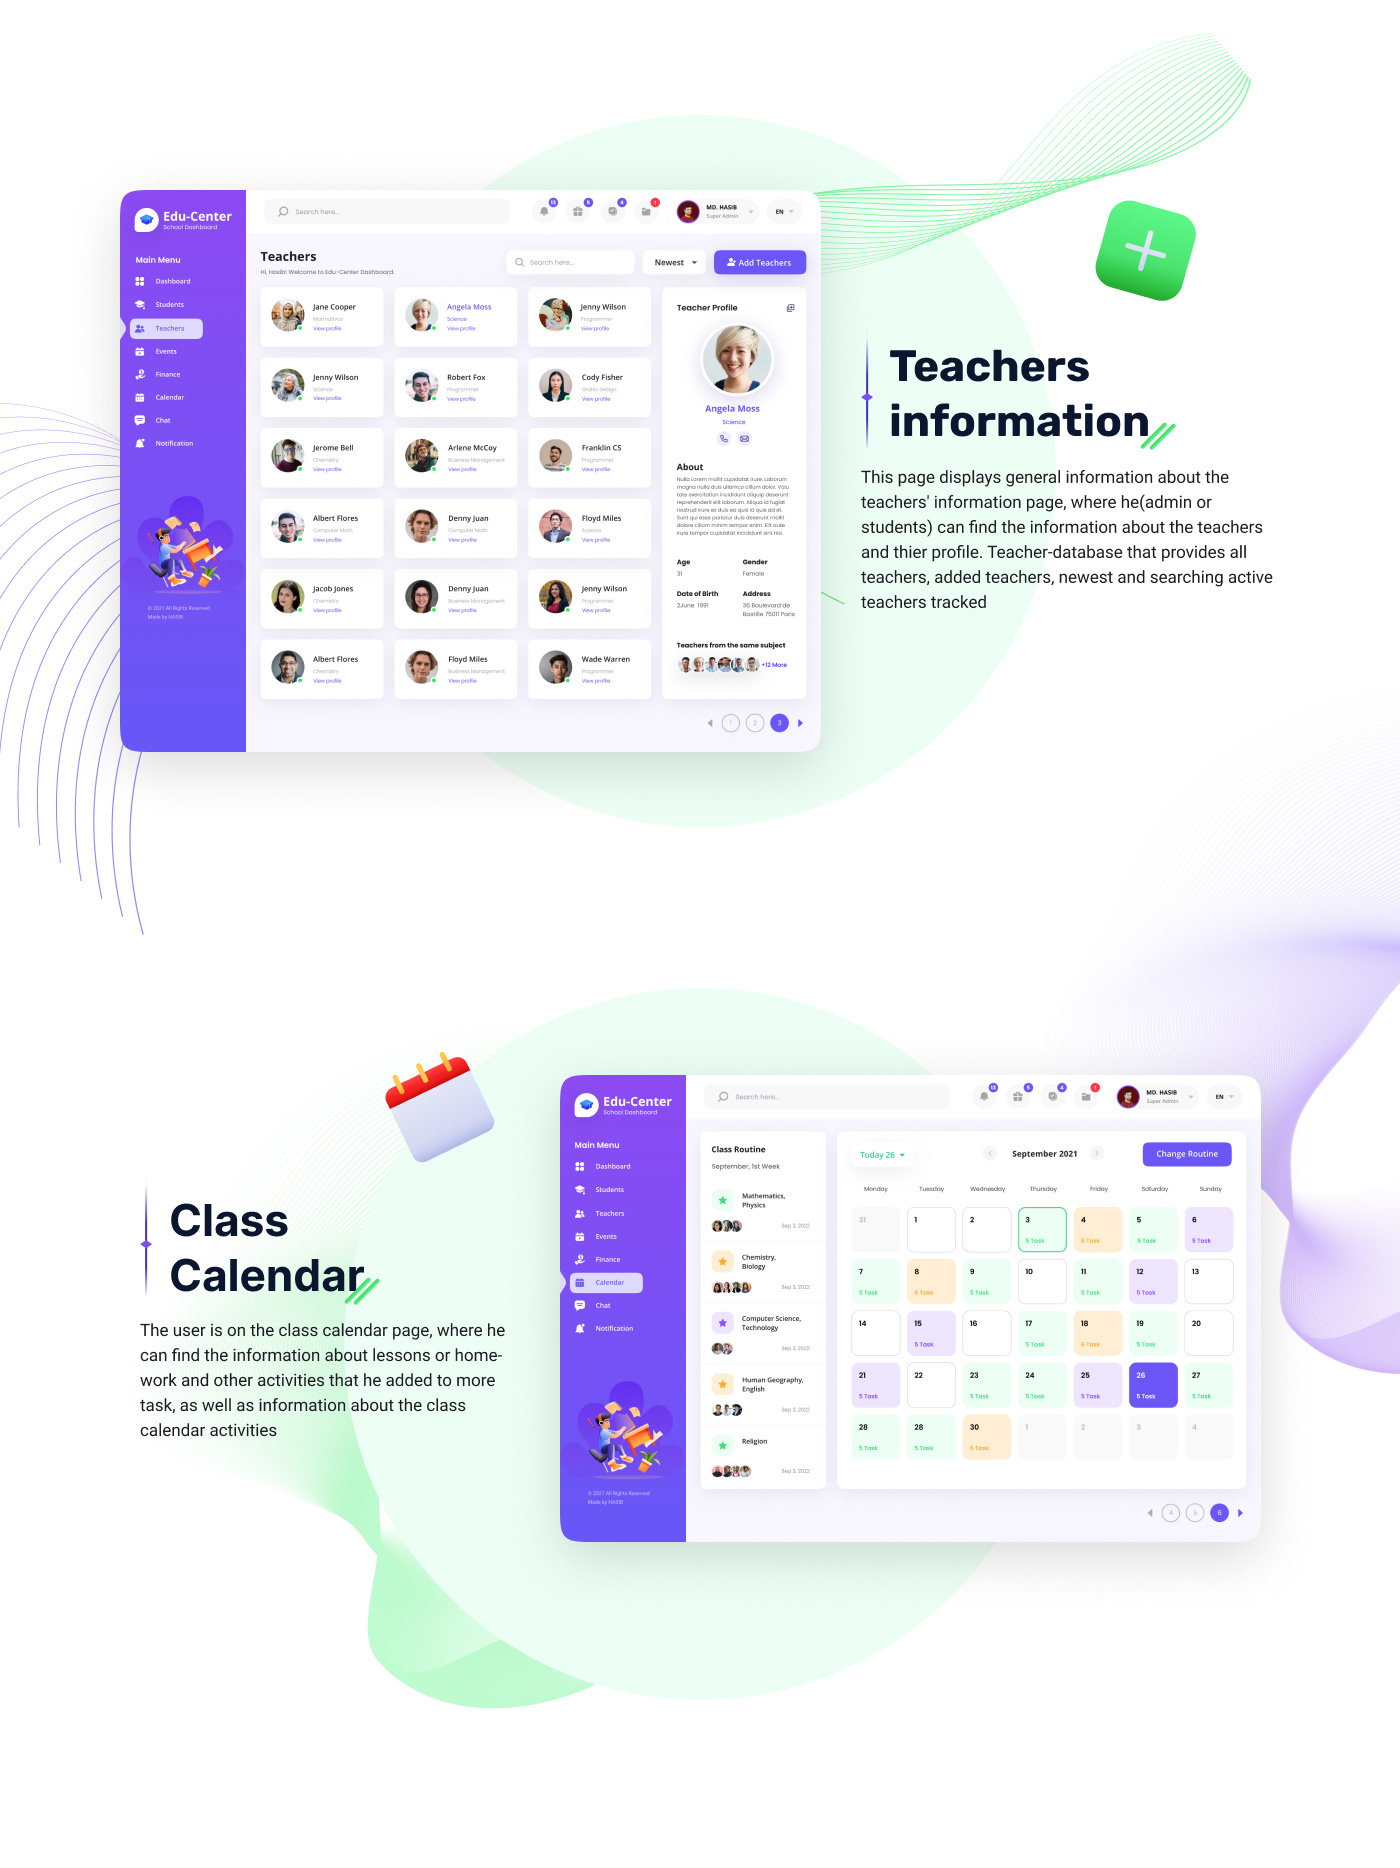 Edu-Center
School Dashboard
Main Menu
Dashboard
Students
Teachers
Events
Finance
Calendar
Chat
Notification
© 2021 All Rights Reserved
Made by HASIB
Search here..
13
5
4
1
MD. HASIB
Super Admin
EN
Teachers
Hi, Hasib! Welcome to Edu-Center Dashboard.
Search here..
Newest
Add Teachers
Jane Cooper
View profile
Angela Moss
Science
View profile
Jenny Wilson
Programmer
View profile
Jenny Wilson
Science
View profile
Robert Fox
Programmer
View profile
Cody Fisher
View profile
Jerome Bell
Chemistry
View profile
Arlene McCoy
Business Management
View profile
Franklin CS
Programmer
View profile
Albert Flores
Chemistry
View profile
Denny Juan
Computer Math
View profile
Floyd Miles
Science
View profile
Jacob Jones
Chemistry
View profile
Denny Juan
Business Management
View profile
Jenny Wilson
Programmer
View profile
Albert Flores
Chemistry
View profile
Floyd Miles
Business Management
View profile
Wade Warren
Programmer
View profile
Teacher Profile
Angela Moss
Science
About
Nulla Lorem mollit cupidatat irure. Laborum
magna nulla duis ullamco cillum dolor. Volu
tate exercitation incididunt aliquip deserunt
reprehenderit elit laborum. Aliqua id fugiat
nostrud irure ex duis ea quis id quis ad et.
Sunt qui esse pariatur duis deserunt mollit
dolore cillum minim tempor enim. Elit aute
irure tempor cupidatat incididunt sint nisi.
Age
31
Gender
Female
Date of Birth
2June 1991
Address
36 Boulevard de
Bastille 75011 Paris
Teachers from the same subject
+12 More
1
2
3
Teachers
information
This page displays general information about the
teachers' information page, where he(admin or
students) can find the information about the teachers
and thier profile. Teacher-database that provides all
teachers, added teachers, newest and searching active
teachers tracked
Class
Calendar
The user is on the class calendar page, where he
can find the information about lessons or home-
work and other activities that he added to more
task, as well as information about the class
calendar activities
Edu-Center
School Dashboard
Main Menu
Dashboard
Students
Teachers
Events
Finance
Calendar
Chat
Notification
© 2021 All Rights Reserved
Made by HASIB
Search here..
13
5
4
1
MD. HASIB
Super Admin
EN
Class Routine
September, 1st Week
Mathematics,
Physics
Sep 3, 2022
Chemistry,
Biology
Sep 3, 2022
Computer Science,
Technology
Sep 3, 2022
Human Geography,
English
Sep 3, 2022
Religion
Sep 3, 2022
Today 26
September 2021
Change Routine
Monday Tuesday Wednesday Thursday Friday Saturday Sunday
31 1 2 3 4 5 6
5 Task 6 Task 5 Task 5 Task
7 8 9 10 11 12 13
5 Task 6 Task 5 Task 5 Task 5 Task
14 15 16 17 18 19 20
5 Task 5 Task 6 Task 5 Task
21 22 23 24 25 26 27
5 Task 5 Task 5 Task 5 Task 5 Task 5 Task
28 28 30 1 2 3 4
5 Task 5 Task 6 Task
4
5
6